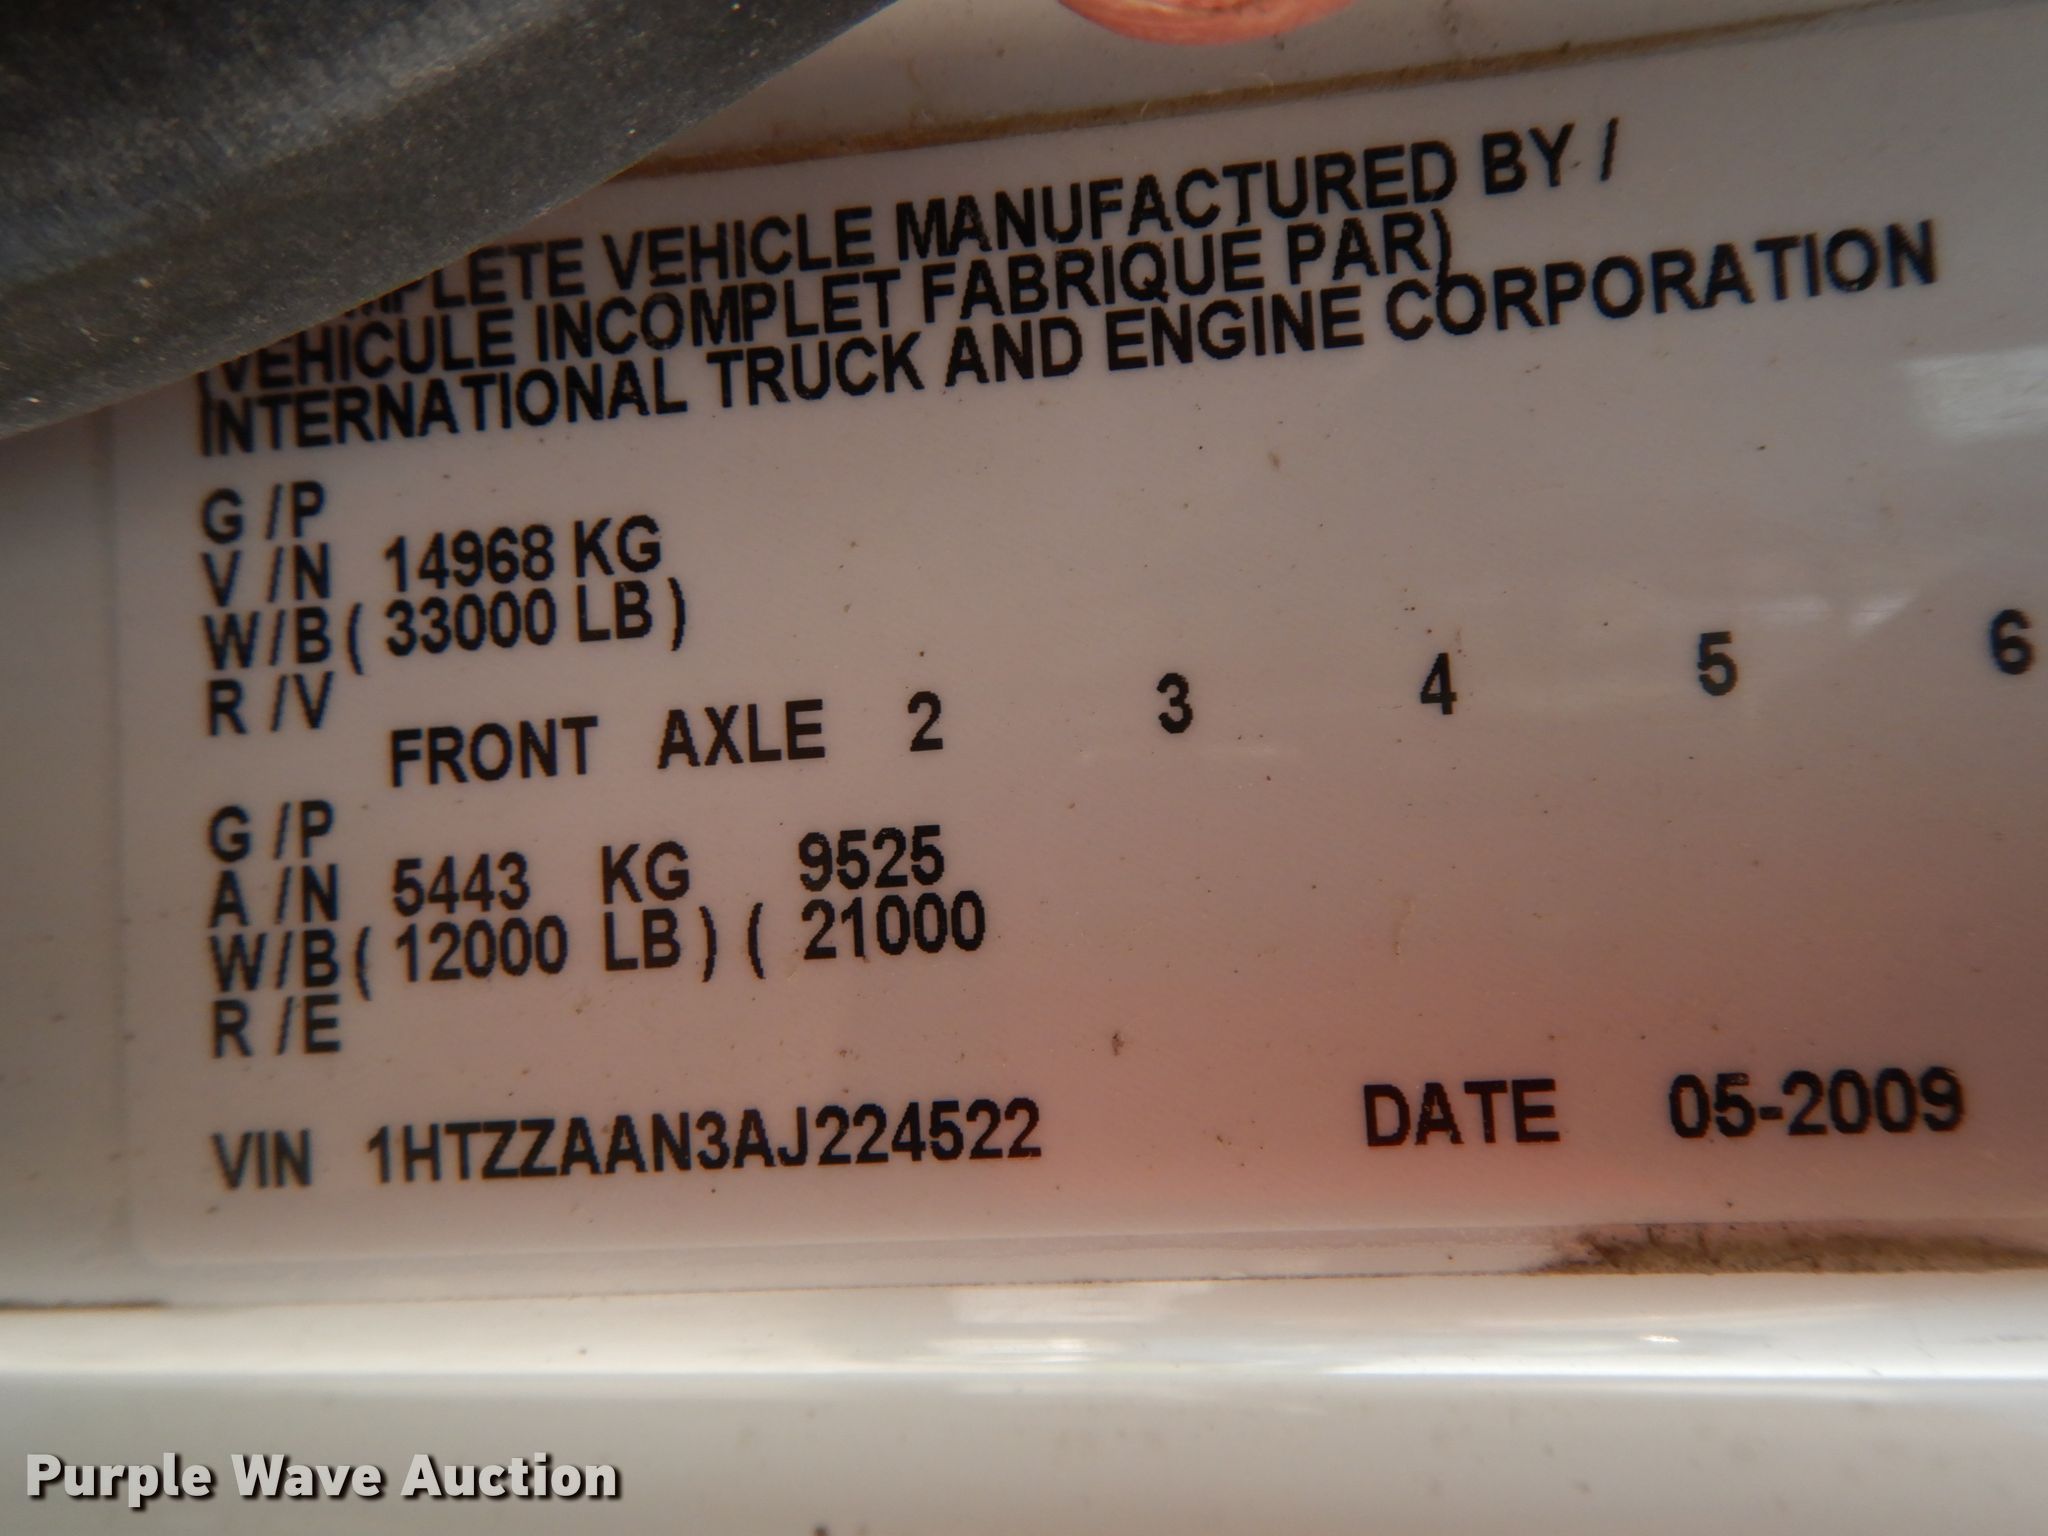 VEHICLE MANUFACTURED BY /
(VEHICULE INCOMPLET FABRIQUE PAR)
INTERNATIONAL TRUCK AND ENGINE CORPORATION
G /P
V /N 14968 KG
W/B ( 33000 LB )
R /V
FRONT AXLE 2 3 4 5 6
G /P
A /N 5443 KG 9525
W/B ( 12000 LB ) ( 21000
R /E
VIN 1HTZZAAN3AJ224522 DATE 05-2009
Purple Wave Auction